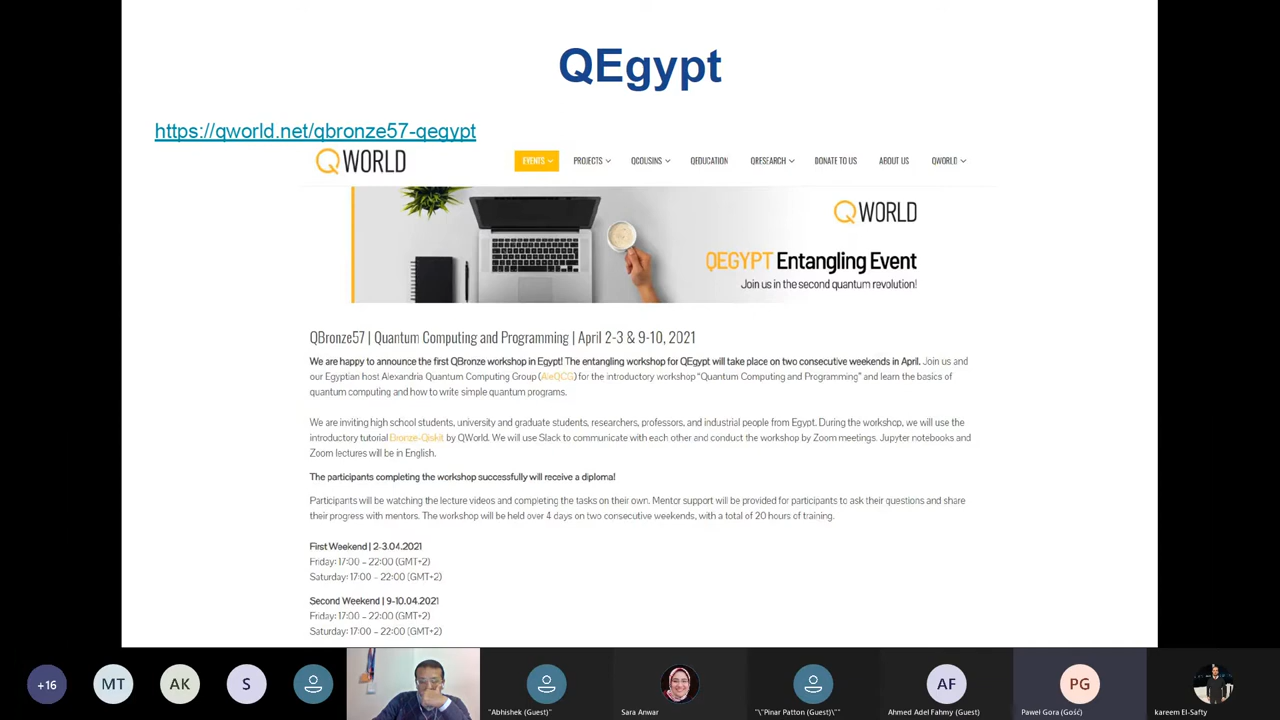 QEgypt
https://qworld.net/qbronze57-qegypt
QWORLD
EVENTS PROJECTS QCOUSINS QEDUCATION QRESEARCH DONATE TO US ABOUT US QWORLD
QWORLD
QEGYPT Entangling Event
Join us in the second quantum revolution!
QBronze57 | Quantum Computing and Programming | April 2-3 & 9-10, 2021
We are happy to announce the first QBronze workshop in Egypt! The entangling workshop for QEgypt will take place on two consecutive weekends in April. Join us and
our Egyptian host Alexandria Quantum Computing Group (AleQCG) for the introductory workshop “Quantum Computing and Programming” and learn the basics of
quantum computing and how to write simple quantum programs.
We are inviting high school students, university and graduate students, researchers, professors, and industrial people from Egypt. During the workshop, we will use the
introductory tutorial Bronze-Qiskit by QWorld. We will use Slack to communicate with each other and conduct the workshop by Zoom meetings. Jupyter notebooks and
Zoom lectures will be in English.
The participants completing the workshop successfully will receive a diploma!
Participants will be watching the lecture videos and completing the tasks on their own. Mentor support will be provided for participants to ask their questions and share
their progress with mentors. The workshop will be held over 4 days on two consecutive weekends, with a total of 20 hours of training.
First Weekend | 2-3.04.2021
Friday: 17:00 – 22:00 (GMT+2)
Saturday: 17:00 – 22:00 (GMT+2)
Second Weekend | 9-10.04.2021
Friday: 17:00 – 22:00 (GMT+2)
Saturday: 17:00 – 22:00 (GMT+2)
+16 MT AK S AF PG
"Abhishek (Guest)" Sara Anwar "\"Pinar Patton (Guest)\"" Ahmed Adel Fahmy (Guest) Paweł Gora (Gość) kareem El-Safty